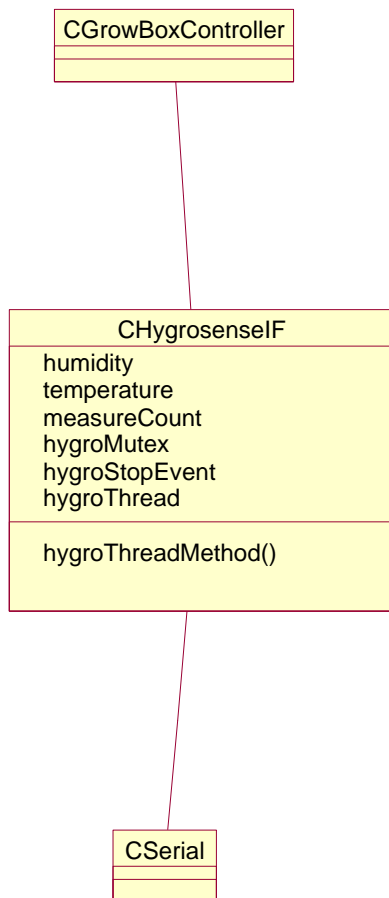 CGrowBoxController
CHygrosenseIF
humidity
temperature
measureCount
hygroMutex
hygroStopEvent
hygroThread
hygroThreadMethod()
CSerial